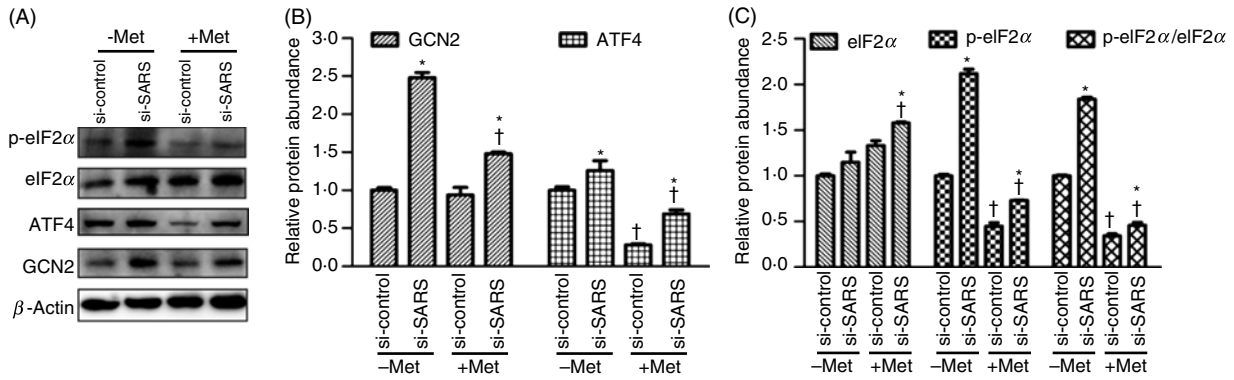 (A)
-Met +Met
si-control
si-SARS
si-control
si-SARS
p-eIF2α
eIF2α
ATF4
GCN2
β-Actin
(B)
Relative protein abundance
3·0
2·5
2·0
1·5
1·0
0·5
0·0
GCN2
ATF4
*
*
†
*
†
*
†
si-control
si-SARS
si-control
si-SARS
si-control
si-SARS
si-control
si-SARS
–Met
+Met
–Met
+Met
(C)
Relative protein abundance
2·5
2·0
1·5
1·0
0·5
0·0
eIF2α
p-eIF2α
p-eIF2α/eIF2α
*
†
*
†
*
†
*
†
*
†
si-control
si-SARS
si-control
si-SARS
si-control
si-SARS
si-control
si-SARS
si-control
si-SARS
si-control
si-SARS
–Met
+Met
–Met
+Met
–Met
+Met